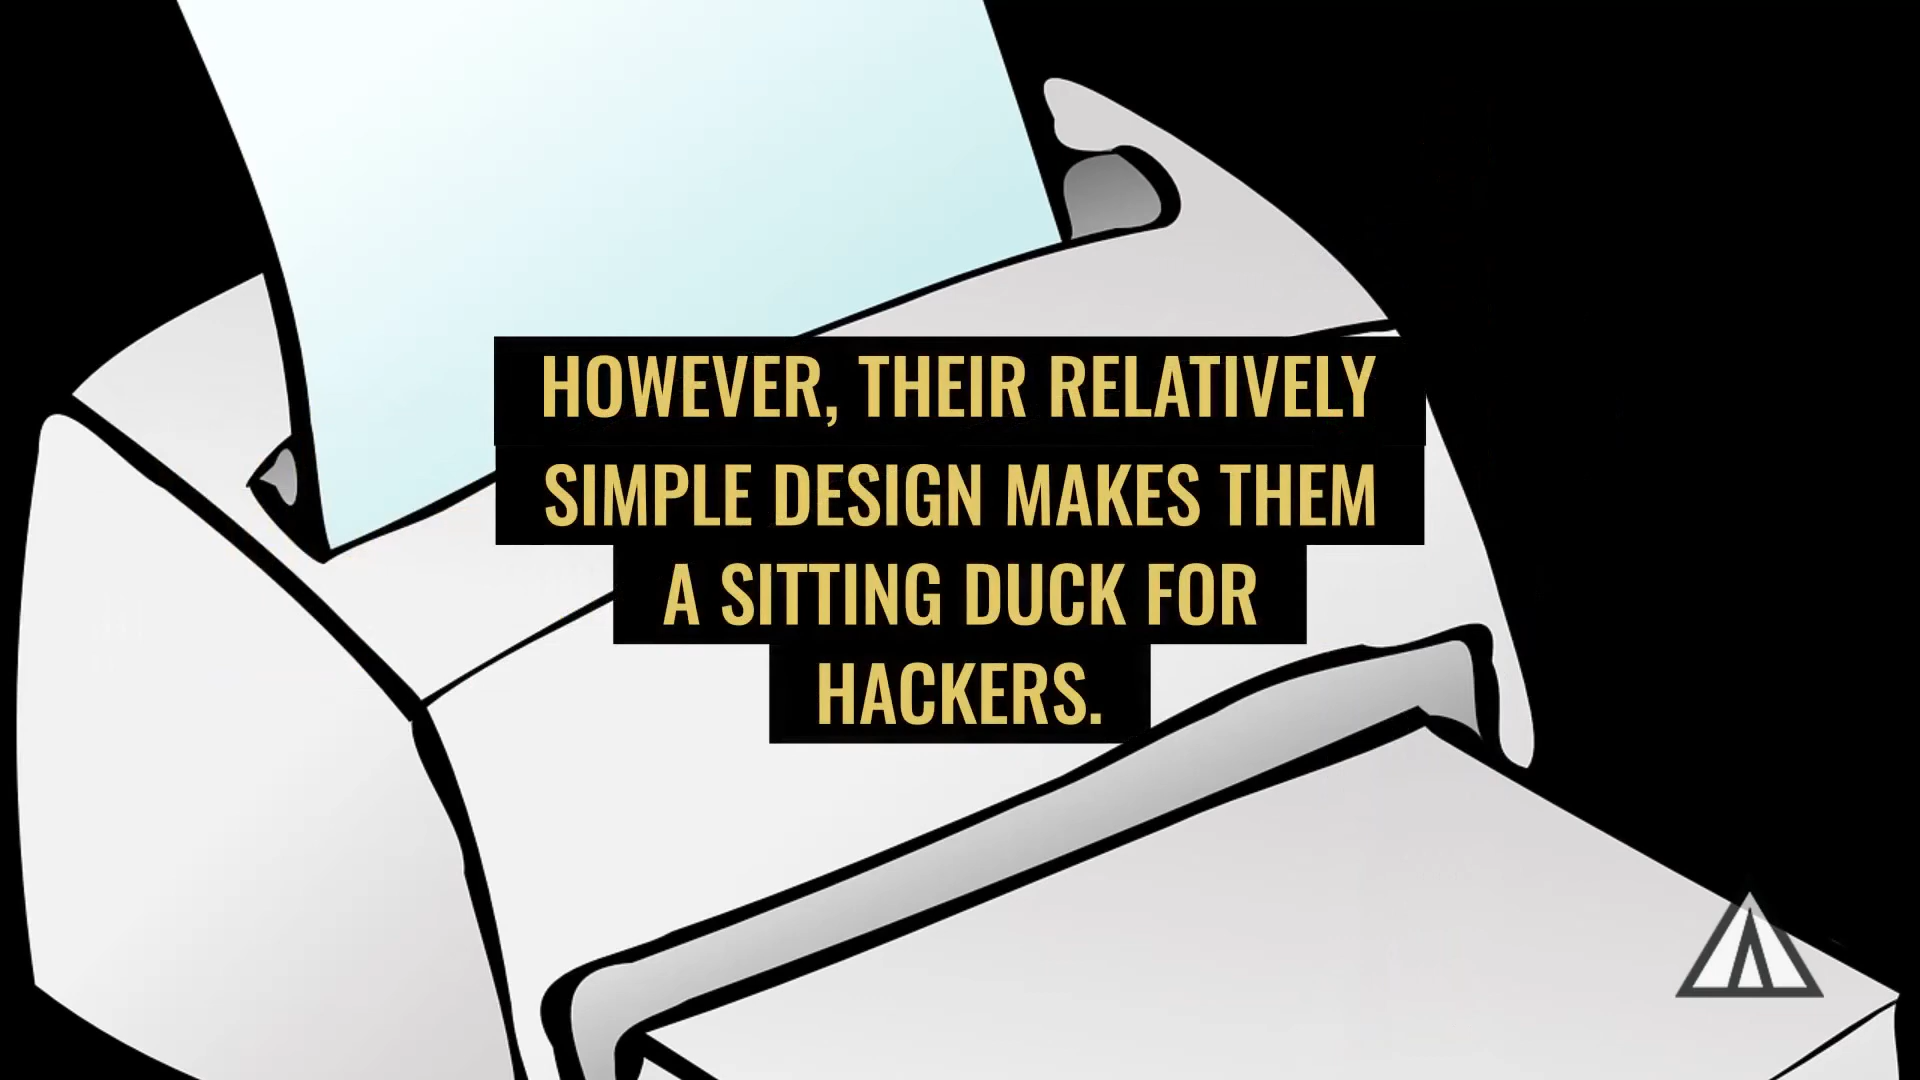 HOWEVER, THEIR RELATIVELY
SIMPLE DESIGN MAKES THEM
A SITTING DUCK FOR
HACKERS.